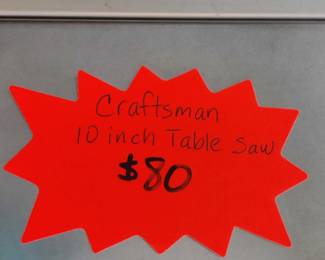 Craftsman
10 inch Table Saw
$80